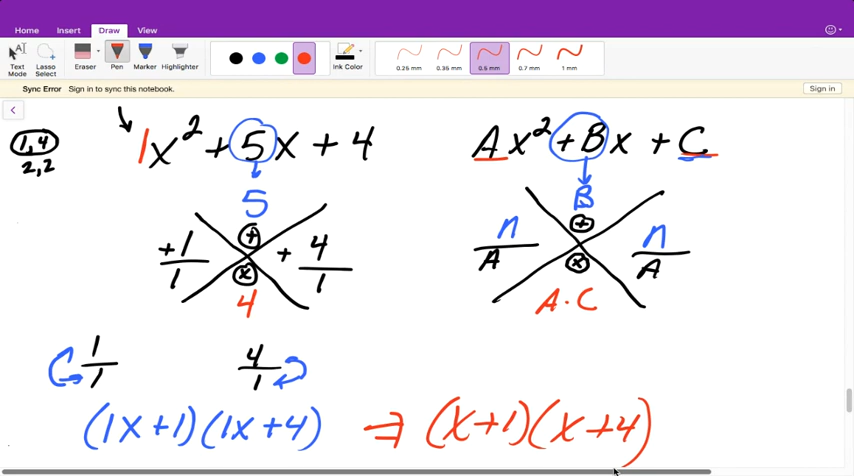 Home Insert Draw View
Text Mode Lasso Select Eraser Pen Marker Highlighter Ink Color 0.25 mm 0.35 mm 0.5 mm 0.7 mm 1 mm
Sync Error Sign in to sync this notebook. Sign in
1,4
2,2
1x² + 5x + 4
Ax² + Bx + C
5
B
+
+
+1/1
+ 4/1
n/A
n/A
x
x
4
A·C
1/1
4/1
(1x+1)(1x+4) ⇒ (x+1)(x+4)